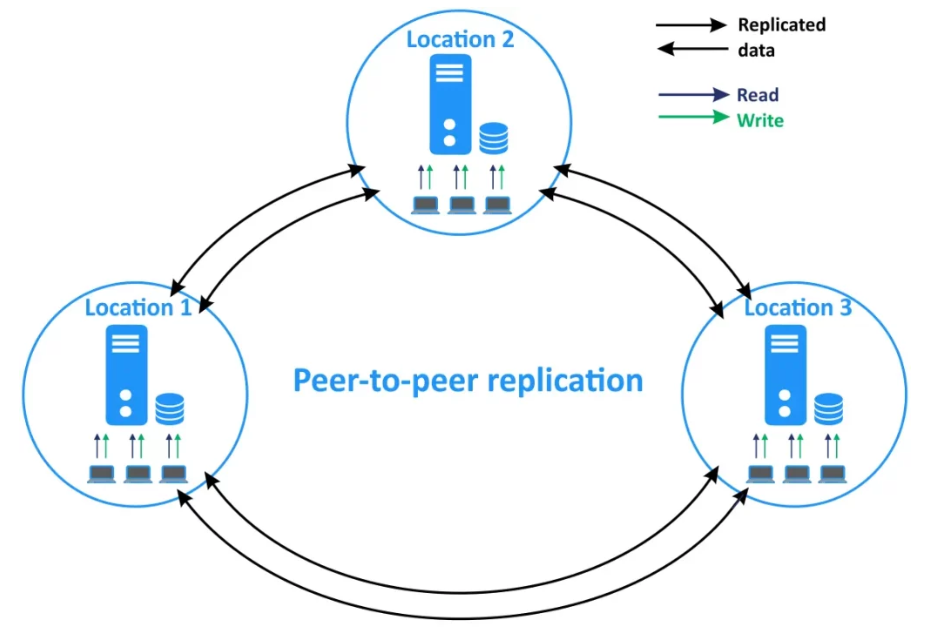 Location 2
Replicated
data
Read
Write
Location 1
Location 3
Peer-to-peer replication